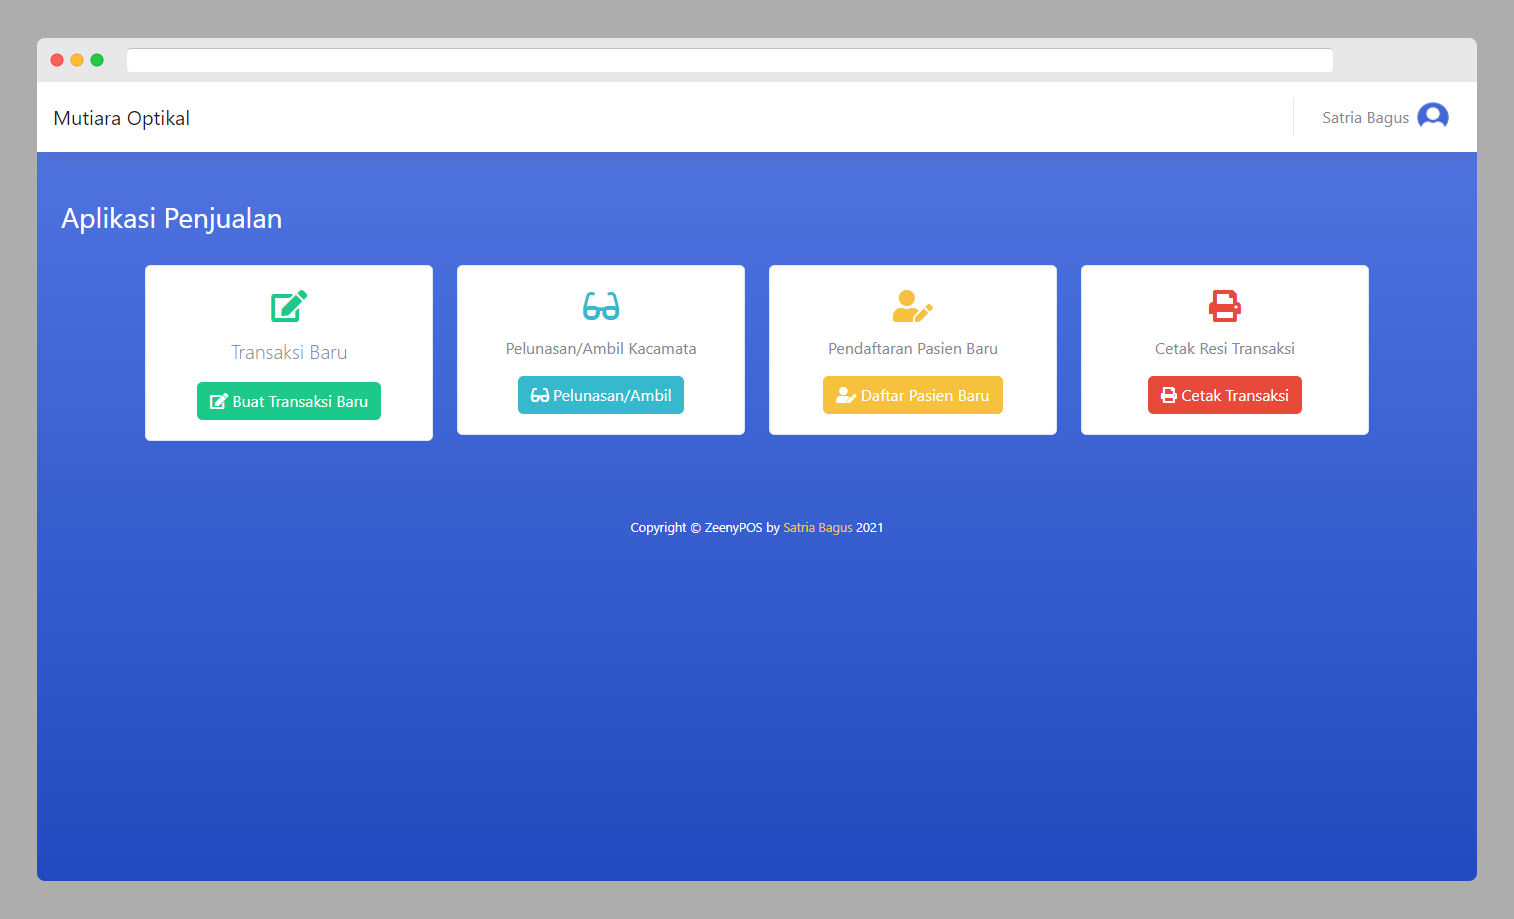 Mutiara Optikal
Satria Bagus
Aplikasi Penjualan
Transaksi Baru
Buat Transaksi Baru
Pelunasan/Ambil Kacamata
Pelunasan/Ambil
Pendaftaran Pasien Baru
Daftar Pasien Baru
Cetak Resi Transaksi
Cetak Transaksi
Copyright © ZeenyPOS by Satria Bagus 2021